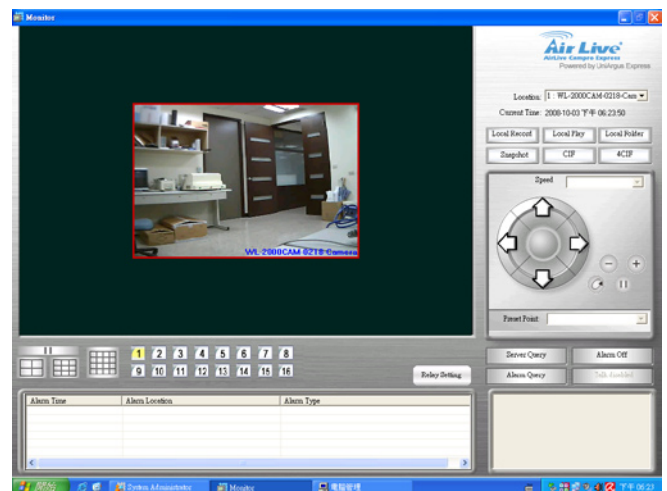 Monitor
Air Live
AirLive CamPro Express
Powered by UniArgus Express
Location: 1 : WL-2000CAM-0218-Cam
Current Time: 2008-10-03 下午 06:23:50
Local Record Local Play Local Folder
Snapshot CIF 4CIF
Speed
WL-2000CAM 0218 Camera
Preset Point:
1 2 3 4 5 6 7 8
9 10 11 12 13 14 15 16
Relay Setting
Server Query Alarm Off
Alarm Query Talk disabled
Alarm Time Alarm Location Alarm Type
開始 System Administrator Monitor 電腦管理 下午 06:23